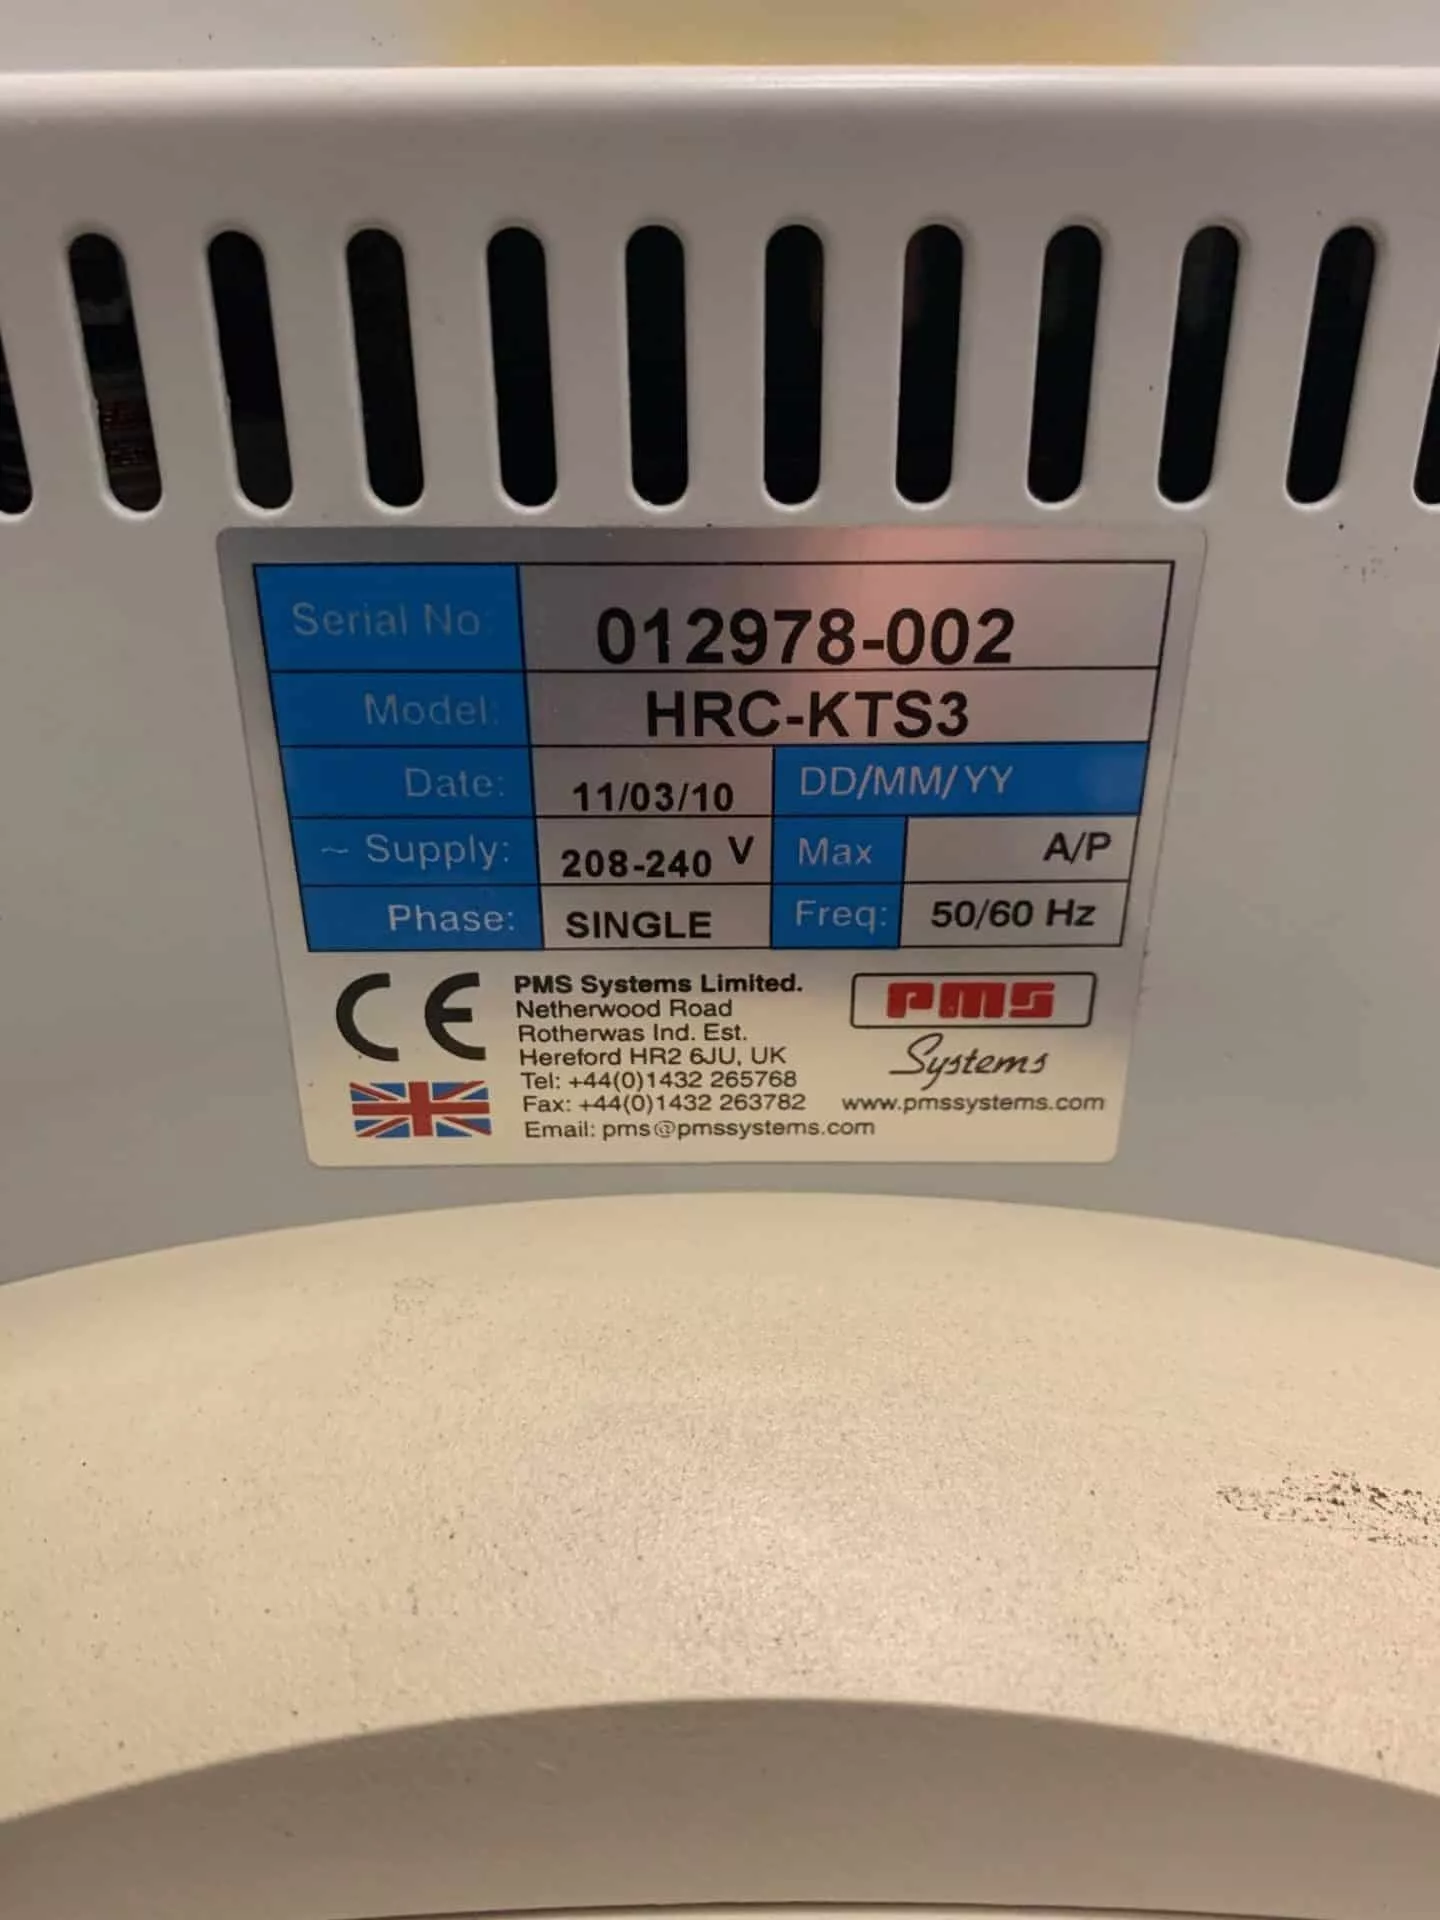 Serial No: 012978-002
Model: HRC-KTS3
Date: 11/03/10 DD/MM/YY
~ Supply: 208-240 V Max A/P
Phase: SINGLE Freq: 50/60 Hz
CE
PMS Systems Limited.
Netherwood Road
Rotherwas Ind. Est.
Hereford HR2 6JU, UK
Tel: +44(0)1432 265768
Fax: +44(0)1432 263782
Email: pms@pmssystems.com
PMS
Systems
www.pmssystems.com